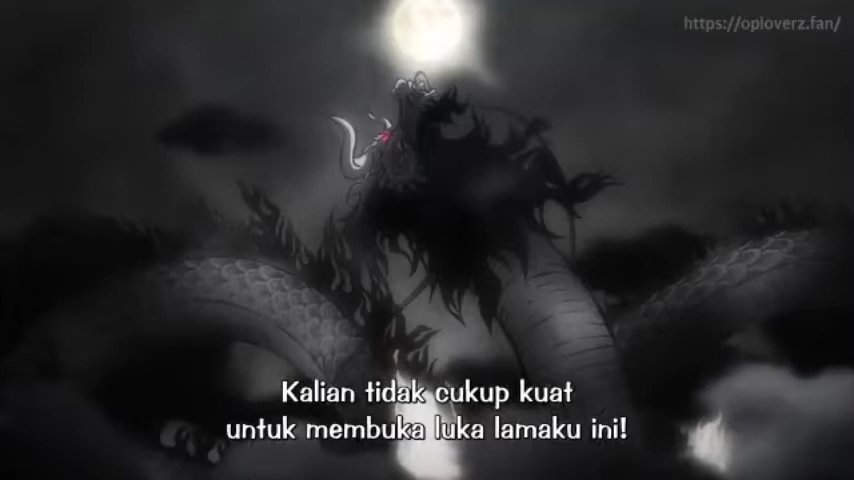 https://oploverz.fan/
Kalian tidak cukup kuat
untuk membuka luka lamaku ini!